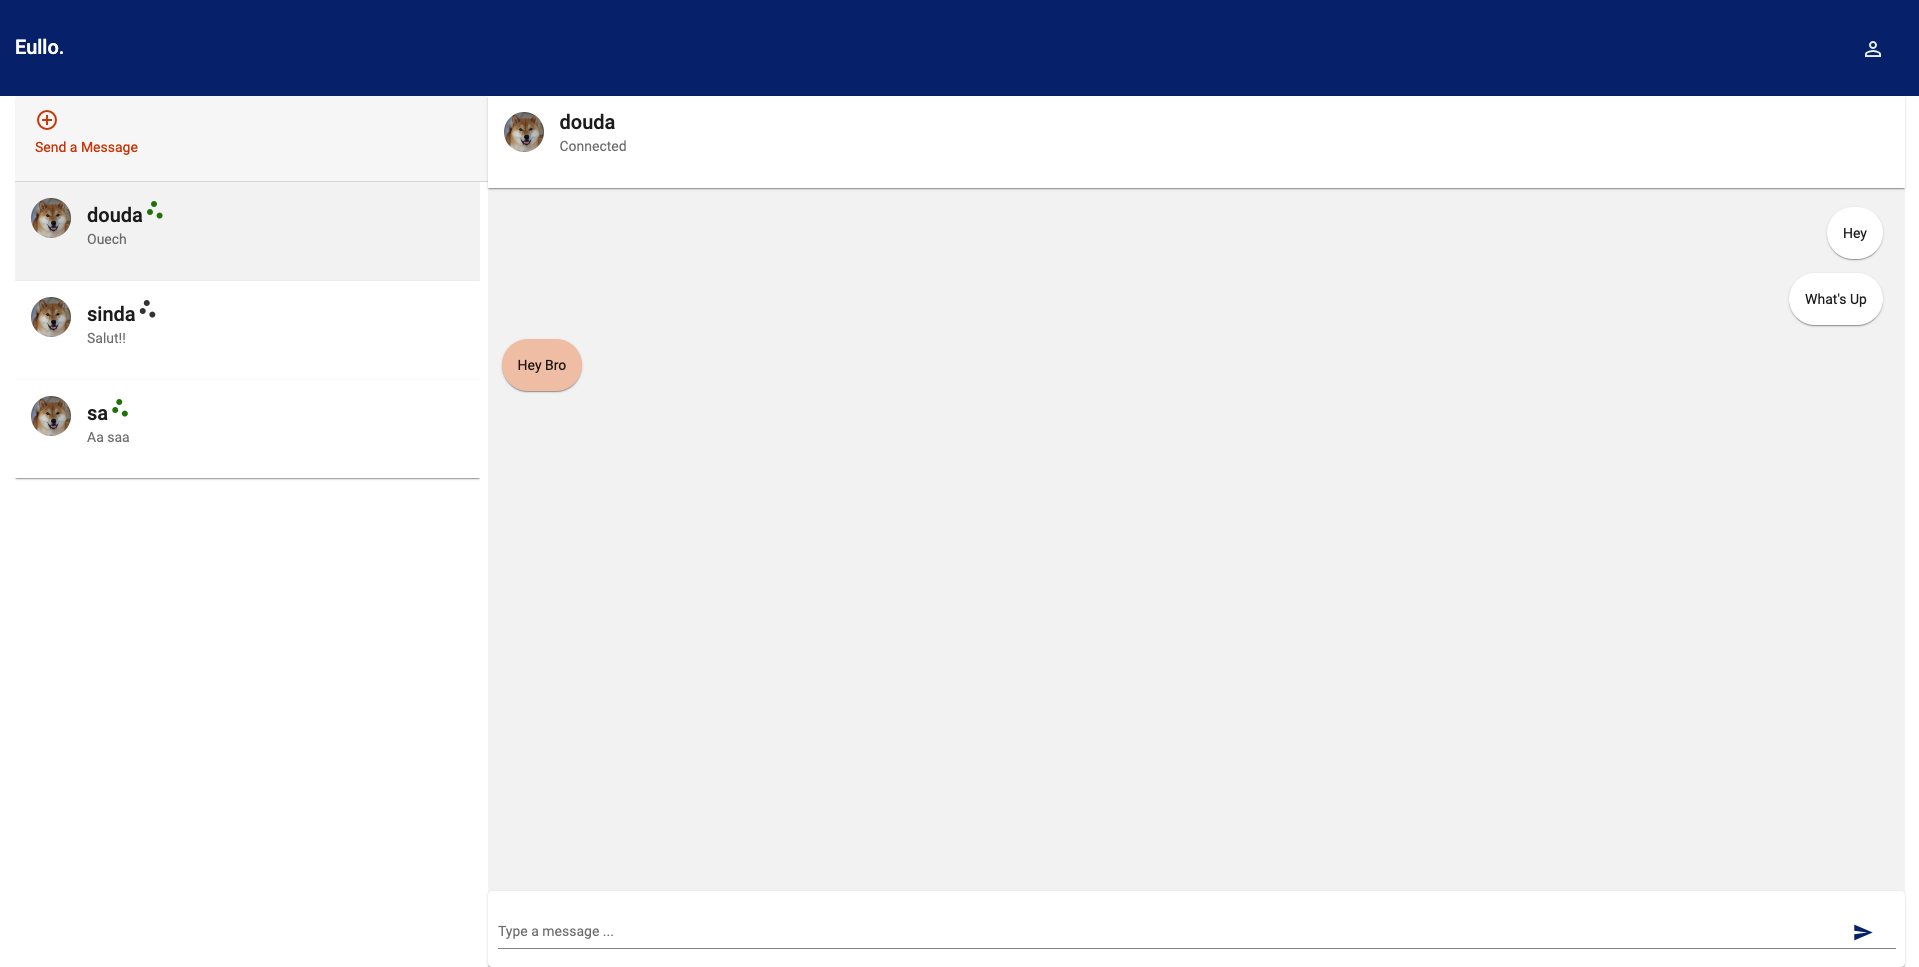 Eullo.
Send a Message
douda
Ouech
sinda
Salut!!
sa
Aa saa
douda
Connected
Hey
What's Up
Hey Bro
Type a message ...